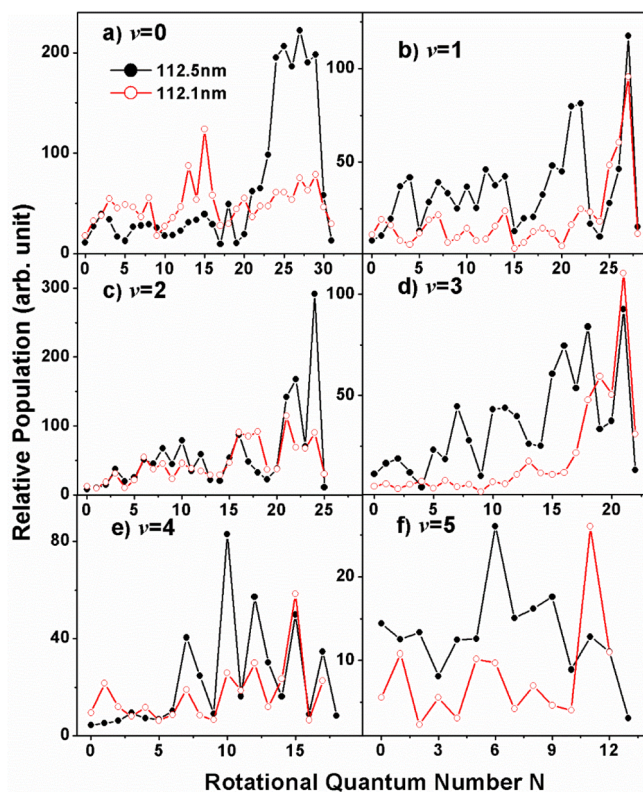 a) v=0
112.5nm
112.1nm
200
100
0
0 5 10 15 20 25 30
b) v=1
100
50
0 5 10 15 20 25
c) v=2
300
200
100
0
0 5 10 15 20 25
d) v=3
100
50
0 5 10 15 20
e) v=4
80
40
0
0 5 10 15
f) v=5
20
10
0 3 6 9 12
Relative Population (arb. unit)
Rotational Quantum Number N